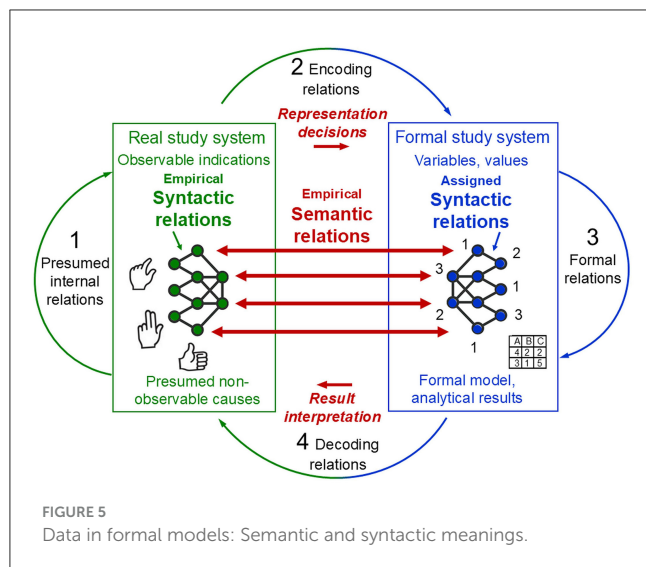 2 Encoding
relations
Representation
decisions
Real study system
Observable indications
Empirical
Syntactic
relations
Formal study system
Variables, values
Assigned
Syntactic
relations
Empirical
Semantic
relations
1
Presumed
internal
relations
3
Formal
relations
1
2
3
1
2
3
1
A B C
4 2 2
3 1 5
Presumed non-
observable causes
Formal model,
analytical results
Result
interpretation
4 Decoding
relations
FIGURE 5
Data in formal models: Semantic and syntactic meanings.